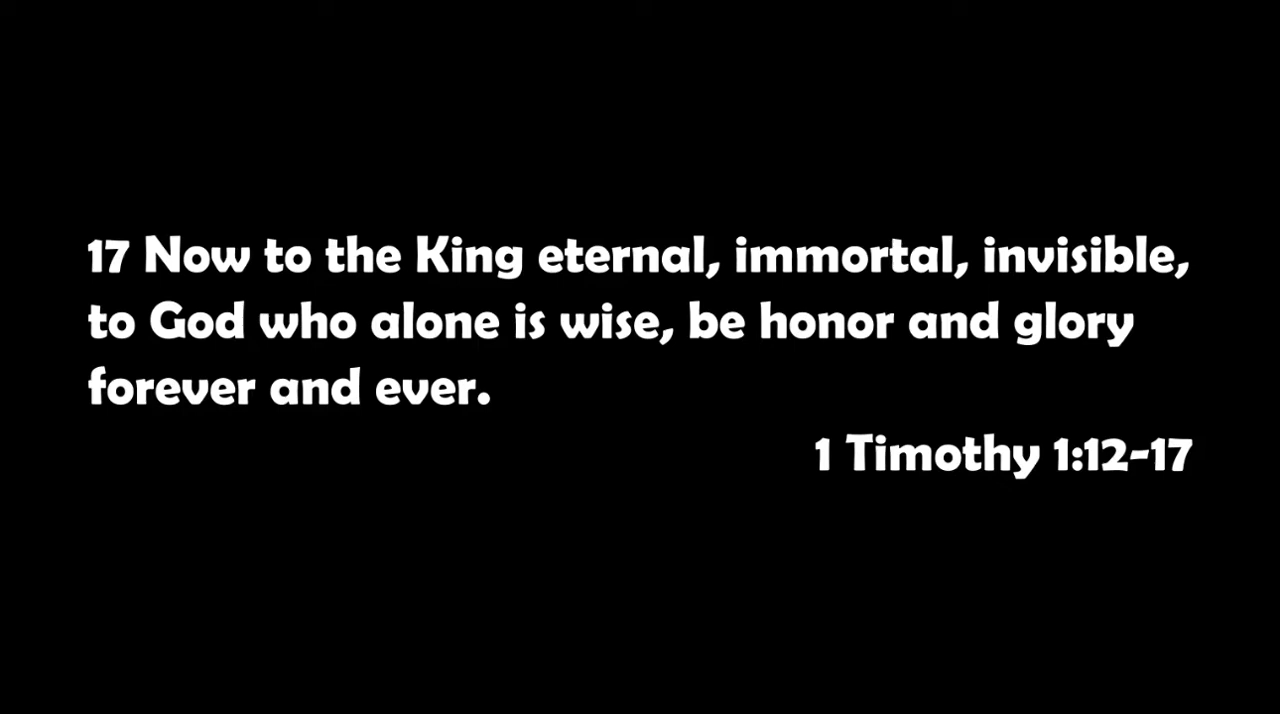 17 Now to the King eternal, immortal, invisible,
to God who alone is wise, be honor and glory
forever and ever.
1 Timothy 1:12-17